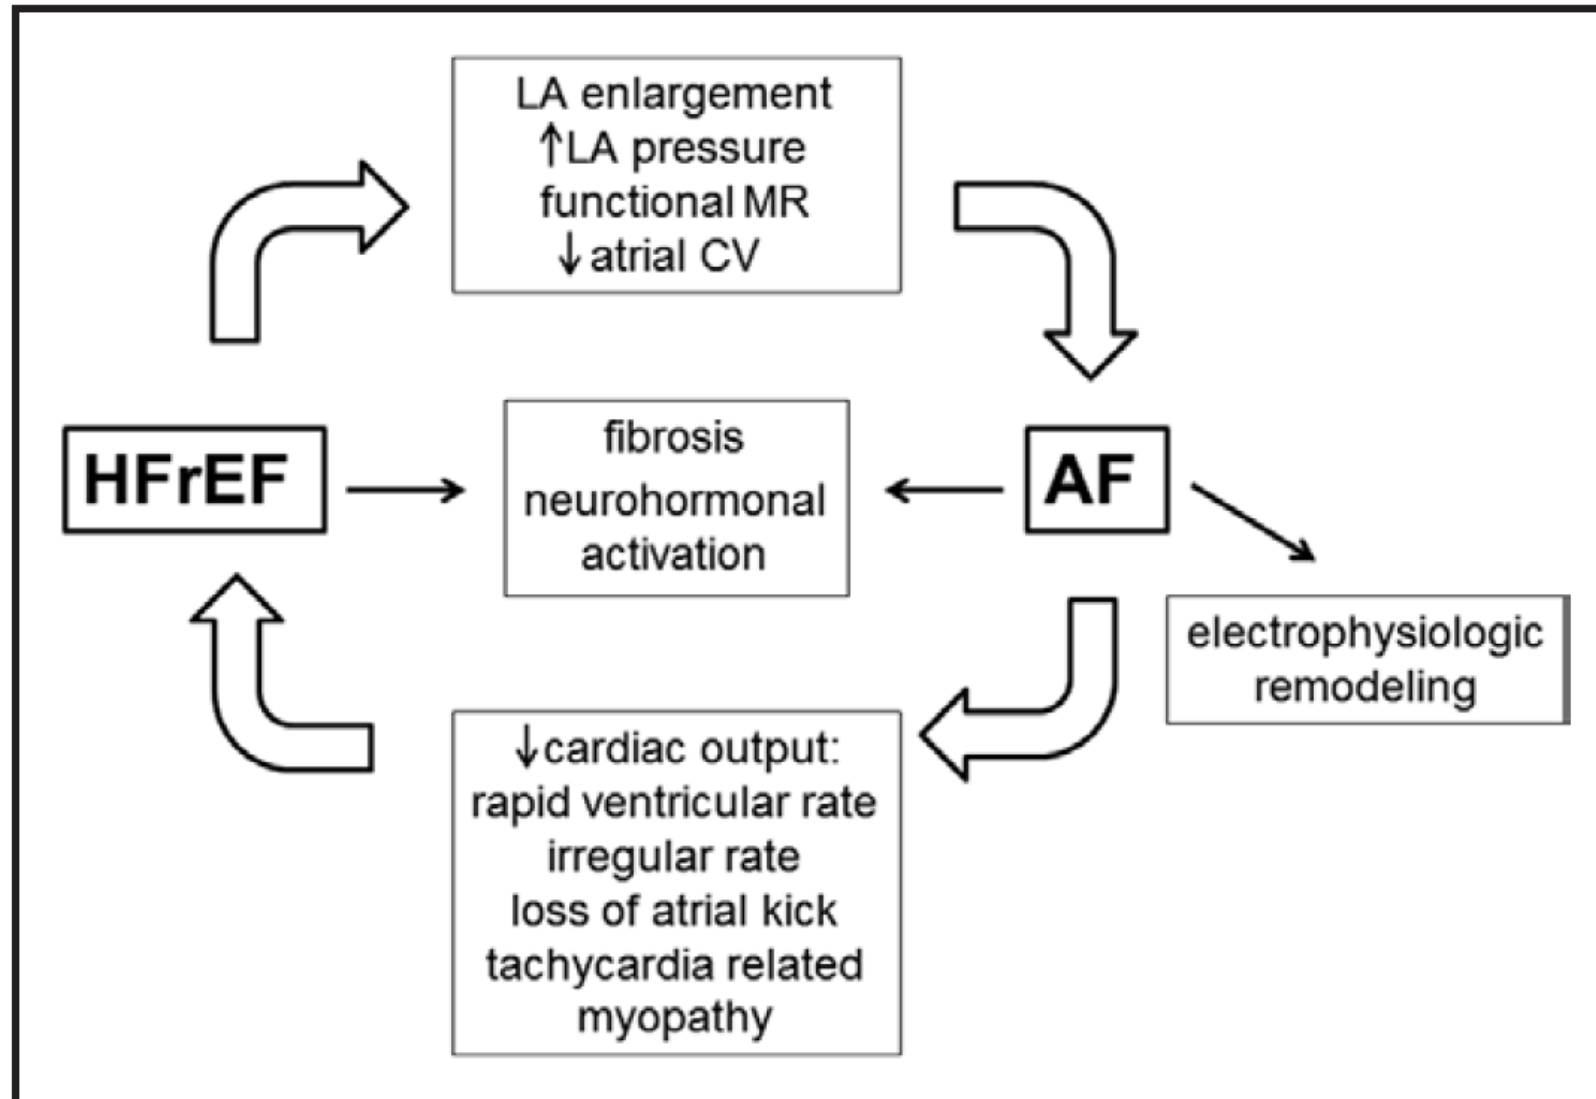 LA enlargement
↑LA pressure
functional MR
↓atrial CV
HFrEF
fibrosis
neurohormonal
activation
AF
electrophysiologic
remodeling
↓cardiac output:
rapid ventricular rate
irregular rate
loss of atrial kick
tachycardia related
myopathy